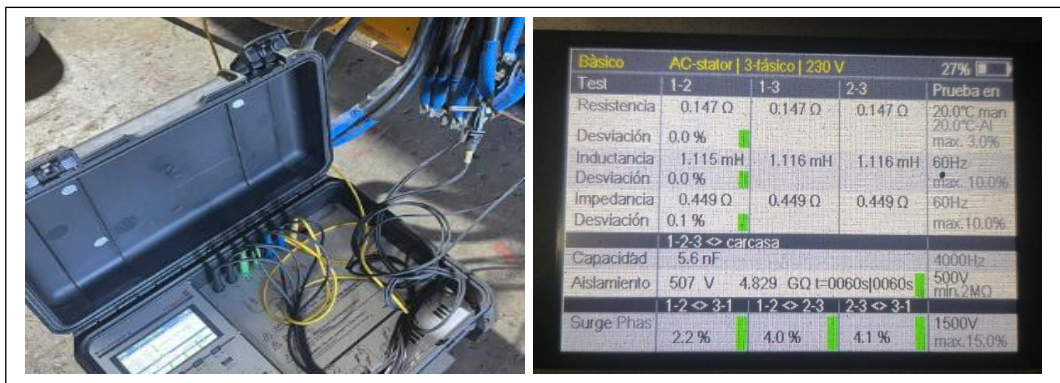 Bàsico AC-stator | 3-fásico | 230 V 27%
Test 1-2 1-3 2-3 Prueba en
Resistencia 0.147 Ω 0.147 Ω 0.147 Ω 20.0°C man
20.0°C-Al
Desviación 0.0 % max. 3.0%
Inductancia 1.115 mH 1.116 mH 1.116 mH 60Hz
Desviación 0.0 % max. 10.0%
Impedancia 0.449 Ω 0.449 Ω 0.449 Ω 60Hz
Desviación 0.1 % max.10.0%
1-2-3 <> carcasa
Capacidad 5.6 nF 4000Hz
Aislamiento 507 V 4.829 GΩ t=0060s|0060s 500V
min.2MΩ
1-2 <> 3-1 1-2 <> 2-3 2-3 <> 3-1
Surge Phas 1500V
2.2 % 4.0 % 4.1 % max.15,0%